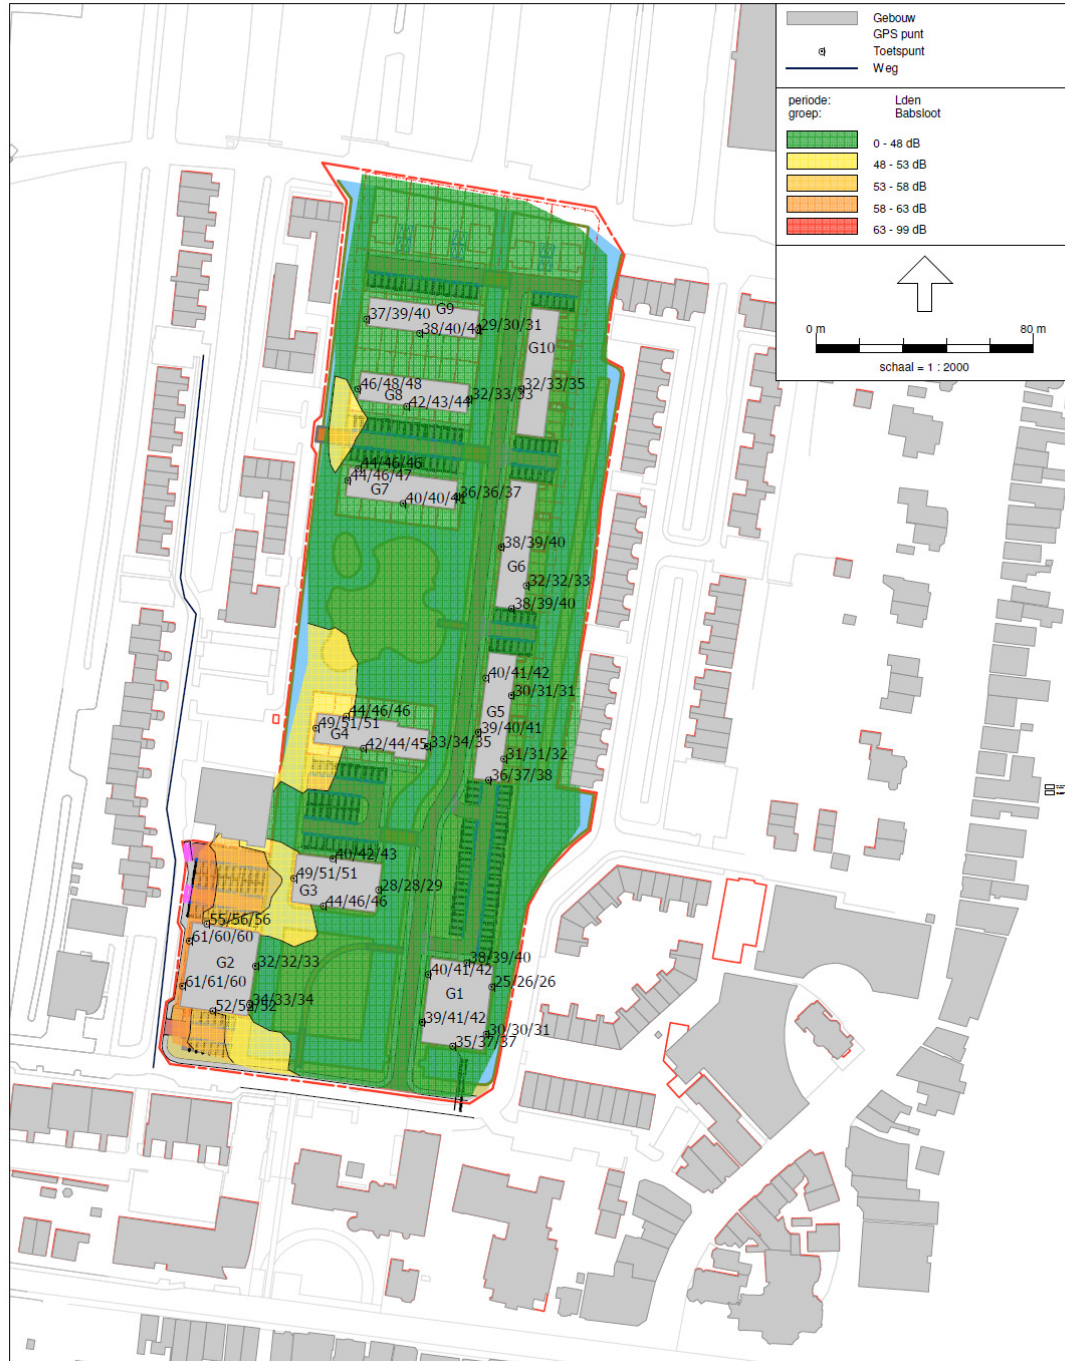 Gebouw
GPS punt
Toetspunt
Weg
periode: Lden
groep: Babsloot
0 - 48 dB
48 - 53 dB
53 - 58 dB
58 - 63 dB
63 - 99 dB
0 m 80 m
schaal = 1 : 2000
G9
37/39/40
38/40/41
29/30/31
G10
46/48/48
G8
42/43/44
32/33/33
32/33/35
44/46/46
44/46/47
G7
40/40/41
36/36/37
38/39/40
G6
32/32/33
38/39/40
40/41/42
30/31/31
G5
44/46/46
49/51/51
G4
42/44/45
33/34/35
39/40/41
31/31/32
36/37/38
40/42/43
49/51/51
G3
28/28/29
44/46/46
55/56/56
61/60/60
G2
32/32/33
61/61/60
34/33/34
38/39/40
40/41/42
G1
25/26/26
39/41/42
30/30/31
35/37/37